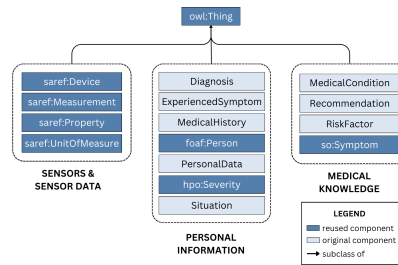 owl:Thing
saref:Device
saref:Measurement
saref:Property
saref:UnitOfMeasure
SENSORS &
SENSOR DATA
Diagnosis
ExperiencedSymptom
MedicalHistory
foaf:Person
PersonalData
hpo:Severity
Situation
PERSONAL
INFORMATION
MedicalCondition
Recommendation
RiskFactor
so:Symptom
MEDICAL
KNOWLEDGE
LEGEND
reused component
original component
subclass of